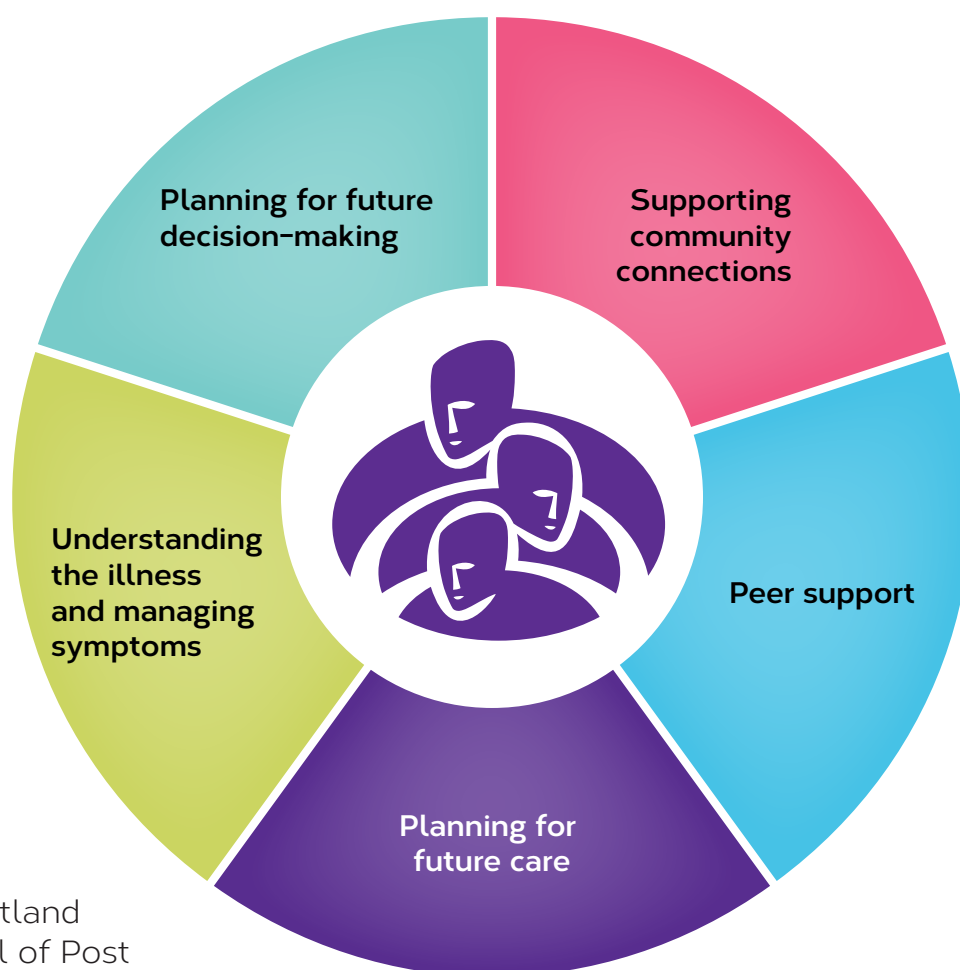 Planning for future
decision-making
Supporting
community
connections
Understanding
the illness
and managing
symptoms
Peer support
Planning for
future care
of Post